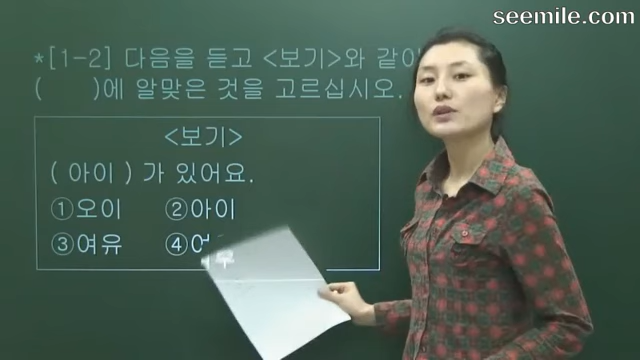 seemile.com
*[1-2] 다음을 듣고 <보기>와 같이
(    )에 알맞은 것을 고르십시오.
<보기>
( 아이 ) 가 있어요.
①오이 ②아이
③여유 ④여